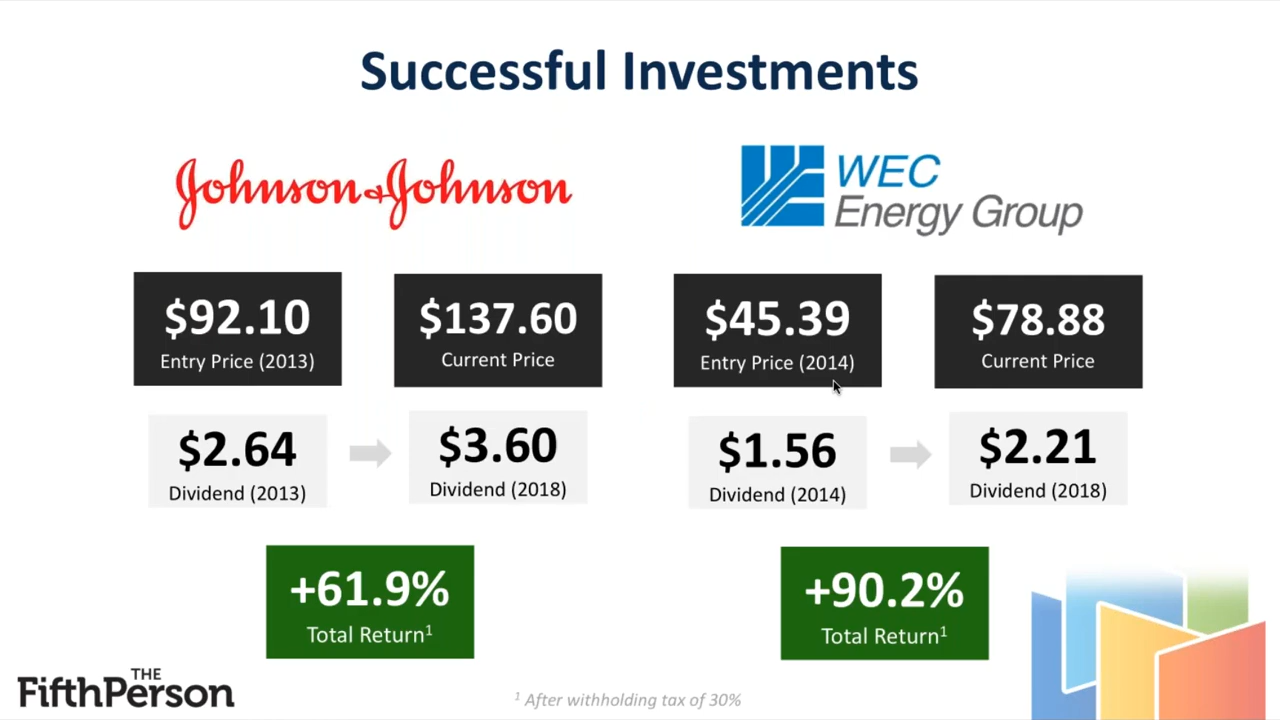 Successful Investments
Johnson & Johnson
WEC
Energy Group
$92.10
Entry Price (2013)
$137.60
Current Price
$45.39
Entry Price (2014)
$78.88
Current Price
$2.64
Dividend (2013)
$3.60
Dividend (2018)
$1.56
Dividend (2014)
$2.21
Dividend (2018)
+61.9%
Total Return¹
+90.2%
Total Return¹
THE
FifthPerson
¹ After withholding tax of 30%